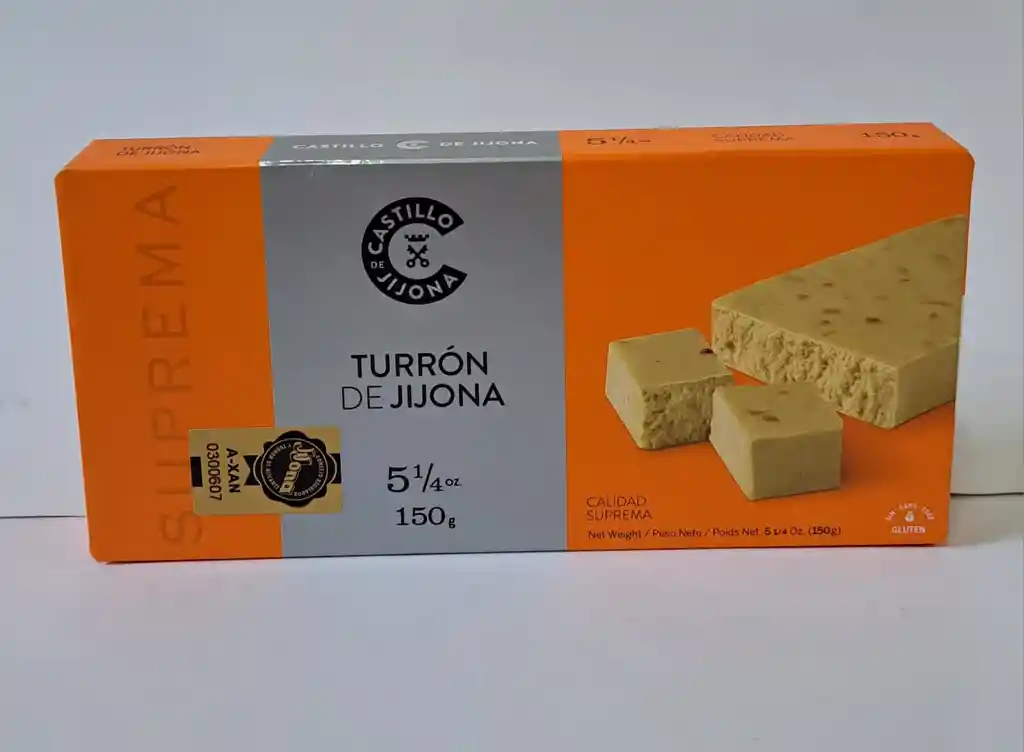 TURRÓN
DE JIJONA
CASTILLO DE JIJONA
5 1/4
CALIDAD
SUPREMA
150g
SUPREMA
CASTILLO
DE
JIJONA
TURRÓN
DE JIJONA
5 1/4 oz
150g
A-XAN
0300607
Jijona
CALIDAD
SUPREMA
Net Weight / Peso Neto / Poids Net 5 1/4 Oz. (150g)
GLUTEN